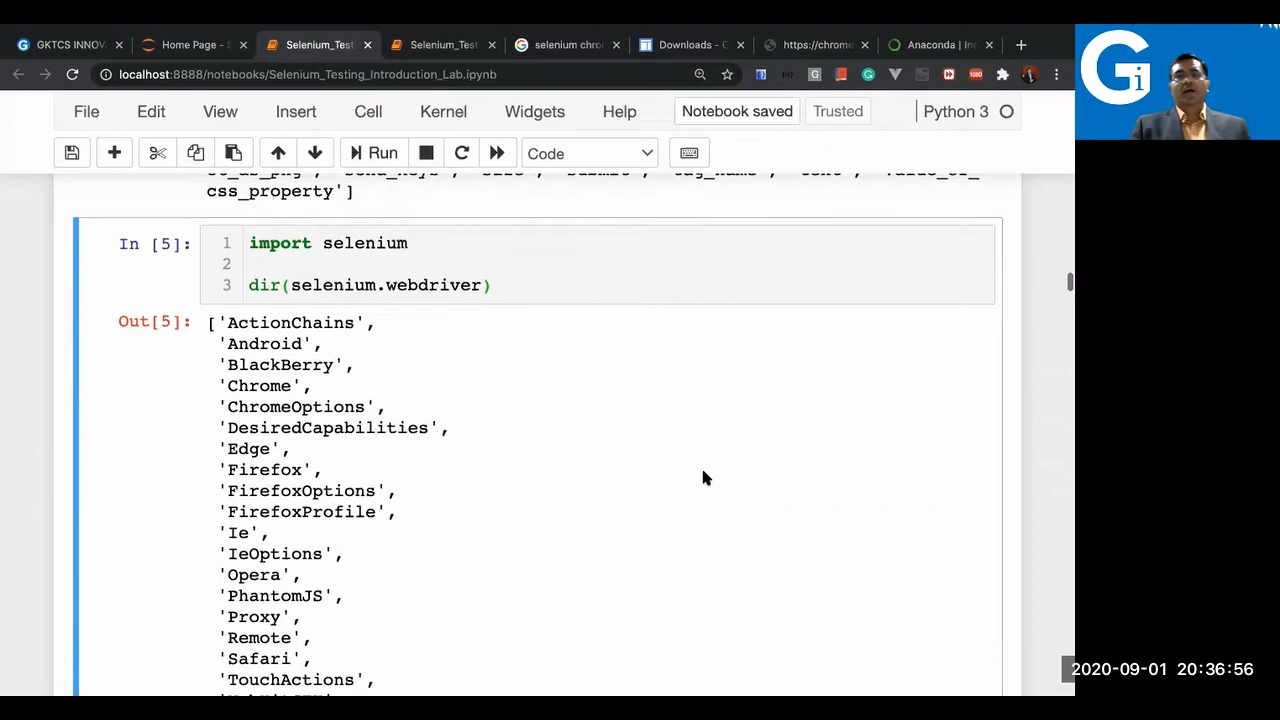 GKTCS INNOV
Home Page - S
Selenium_Test
Selenium_Test
selenium chro
Downloads - C
https://chrome
Anaconda | In
localhost:8888/notebooks/Selenium_Testing_Introduction_Lab.ipynb
Gi
File Edit View Insert Cell Kernel Widgets Help Notebook saved Trusted Python 3
Run Code
css_property']
In [5]: 1 import selenium
2
3 dir(selenium.webdriver)
Out[5]: ['ActionChains',
'Android',
'BlackBerry',
'Chrome',
'ChromeOptions',
'DesiredCapabilities',
'Edge',
'Firefox',
'FirefoxOptions',
'FirefoxProfile',
'Ie',
'IeOptions',
'Opera',
'PhantomJS',
'Proxy',
'Remote',
'Safari',
'TouchActions',
2020-09-01 20:36:56